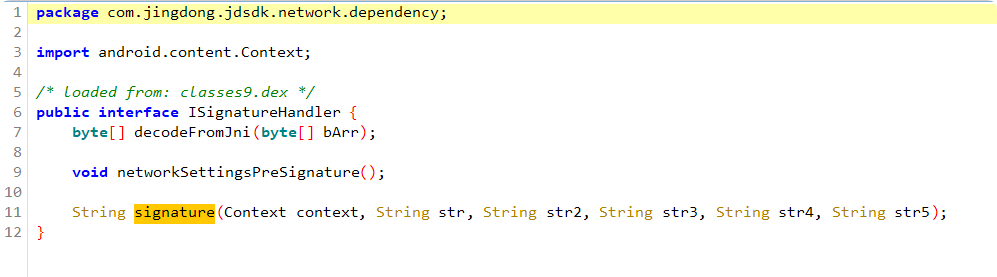 1 package com.jingdong.jdsdk.network.dependency;
2
3 import android.content.Context;
4
5 /* loaded from: classes9.dex */
6 public interface ISignatureHandler {
7 byte[] decodeFromJni(byte[] bArr);
8
9 void networkSettingsPreSignature();
10
11 String signature(Context context, String str, String str2, String str3, String str4, String str5);
12 }